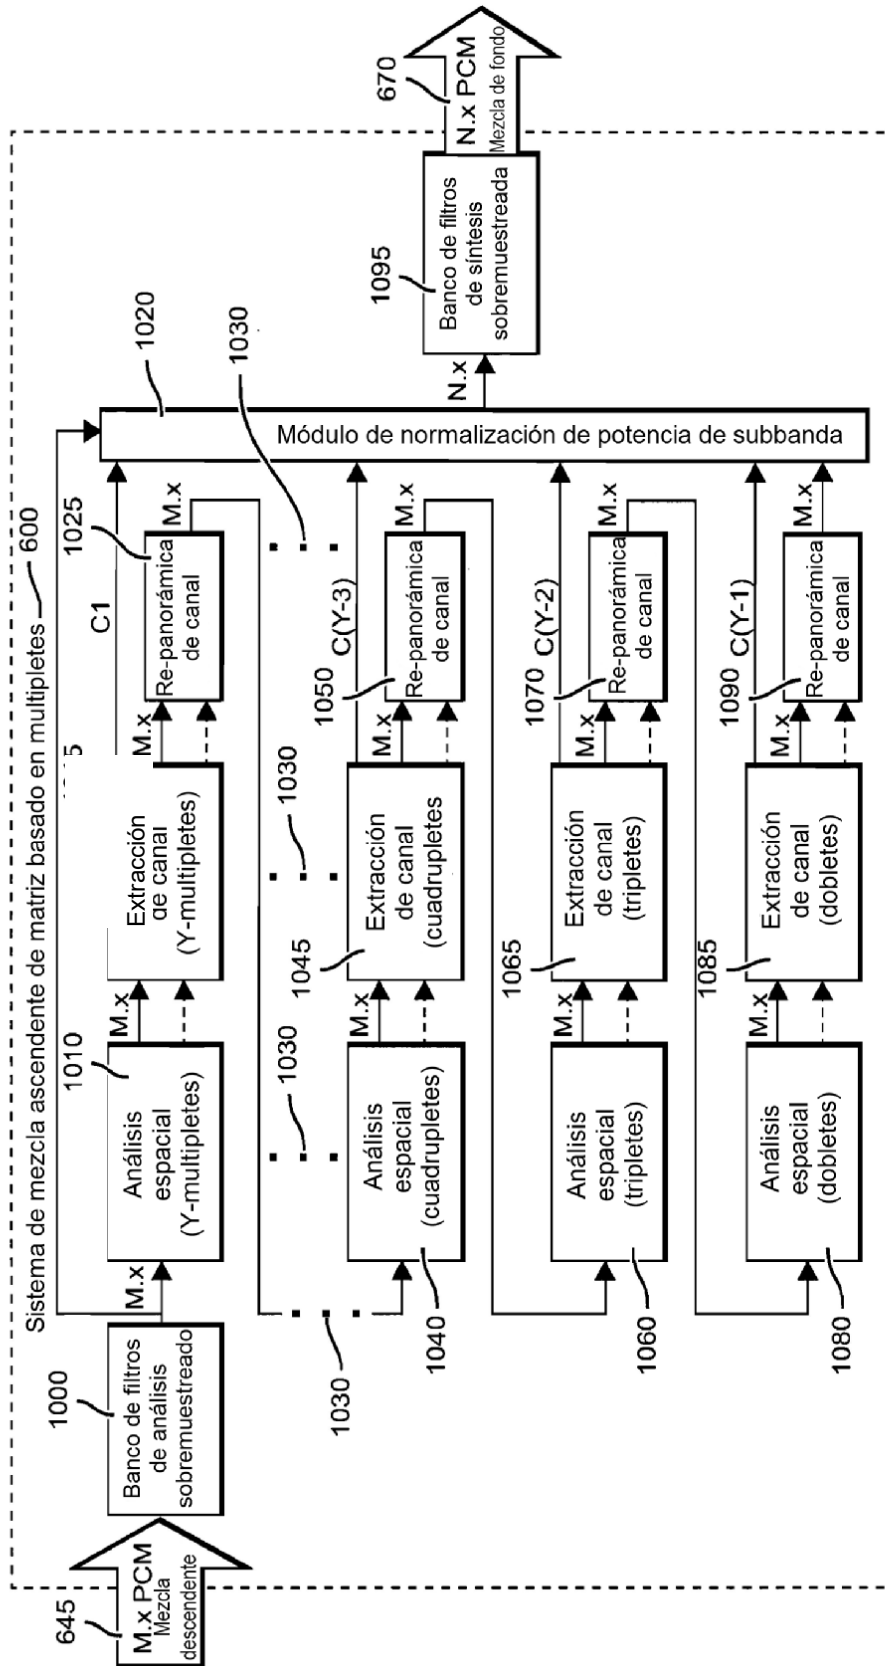 Sistema de mezcla ascendente de matriz basado en multipletes
600
645
M.x PCM
Mezcla
descendente
1000
Banco de filtros
de análisis
sobremuestreado
M.x
1010
Análisis
espacial
(Y-multipletes)
M.x
Extracción
de canal
(Y-multipletes)
C1
M.x
1025
Re-panorámica
de canal
M.x
1020
Módulo de normalización de potencia de subbanda
1030
1030
1030
1030
1040
Análisis
espacial
(cuadrupletes)
M.x
1045
Extracción
de canal
(cuadrupletes)
C(Y-3)
M.x
1050
Re-panorámica
de canal
M.x
1060
Análisis
espacial
(tripletes)
M.x
1065
Extracción
de canal
(tripletes)
C(Y-2)
M.x
1070
Re-panorámica
de canal
M.x
1080
Análisis
espacial
(dobletes)
M.x
1085
Extracción
de canal
(dobletes)
C(Y-1)
M.x
1090
Re-panorámica
de canal
M.x
N.x
1095
Banco de filtros
de síntesis
sobremuestreada
670
N.x PCM
Mezcla de fondo